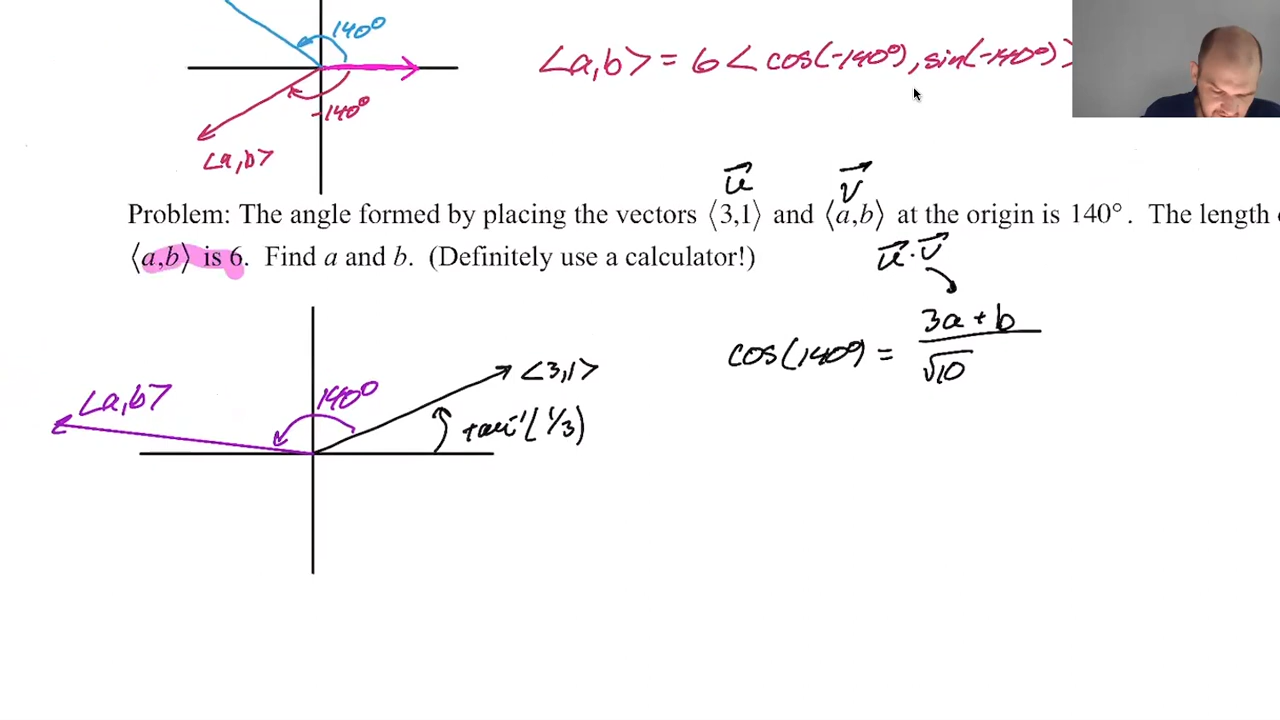 140°
<a,b> = 6 < cos(-140°), sin(-140°) >
-140°
<a,b>
u v
Problem: The angle formed by placing the vectors ⟨3,1⟩ and ⟨a,b⟩ at the origin is 140°. The length
⟨a,b⟩ is 6. Find a and b. (Definitely use a calculator!)
u · v
3a + b
cos(140°) =
√10
<3,1>
<a,b>
140°
tan⁻¹(1/3)